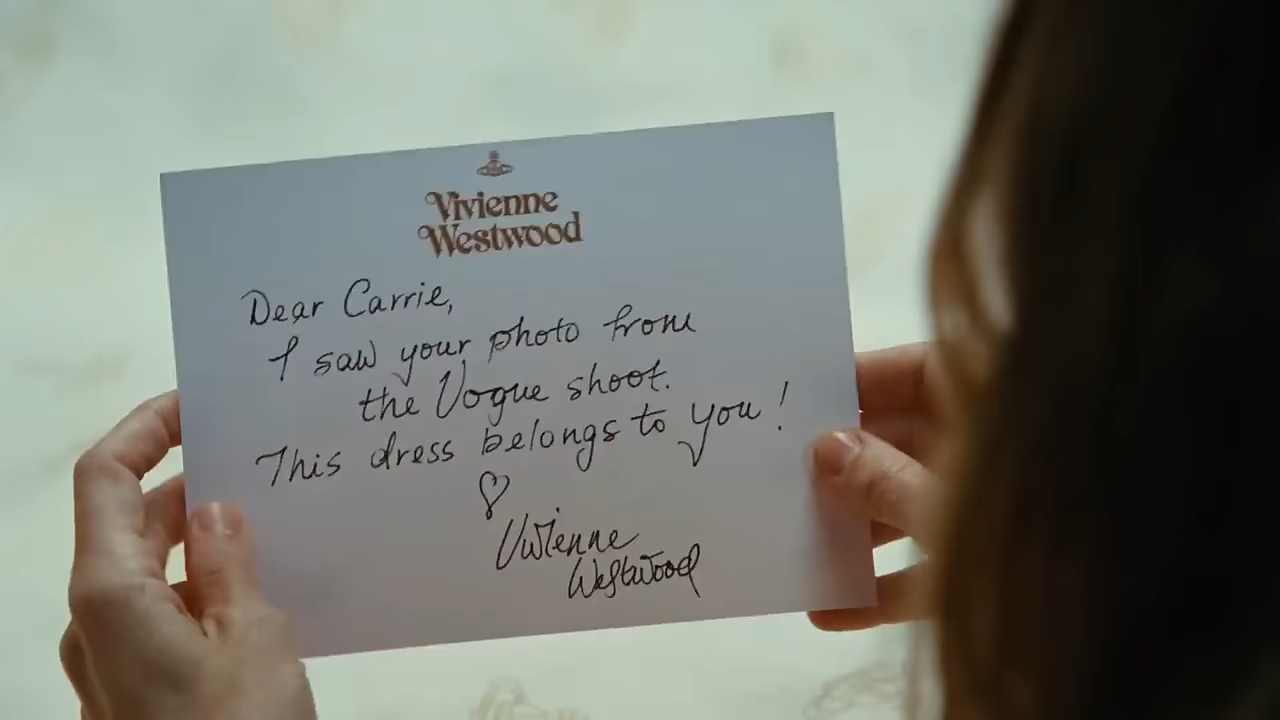 Vivienne
Westwood
Dear Carrie,
I saw your photo from
the Vogue shoot.
This dress belongs to you!
♡
Vivienne
Westwood